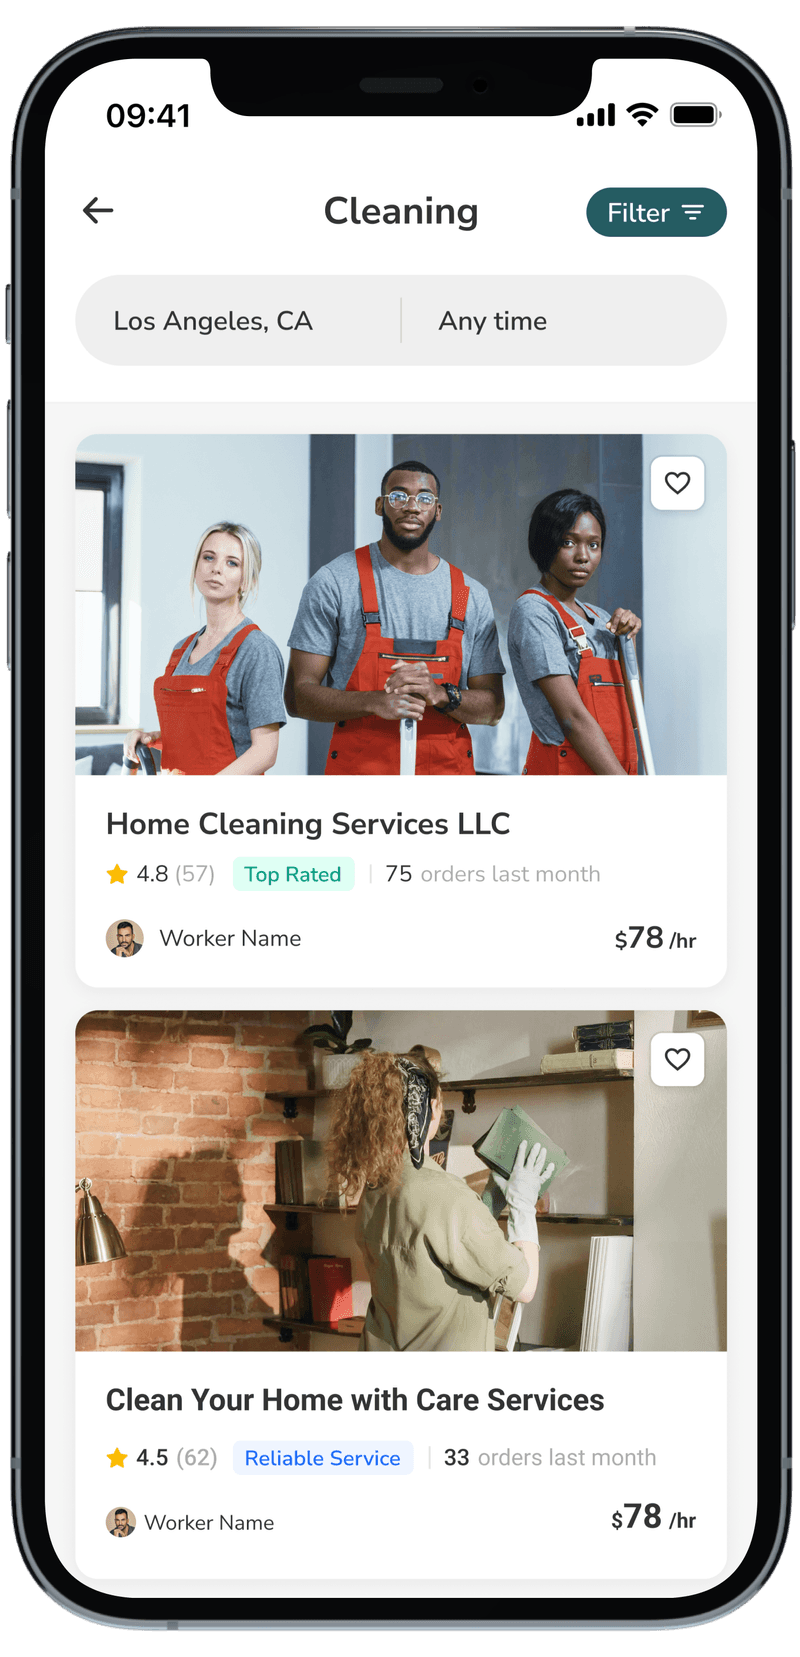 09:41
Cleaning
Filter
Los Angeles, CA
Any time
Home Cleaning Services LLC
4.8 (57) Top Rated 75 orders last month
Worker Name $78 /hr
Clean Your Home with Care Services
4.5 (62) Reliable Service 33 orders last month
Worker Name $78 /hr